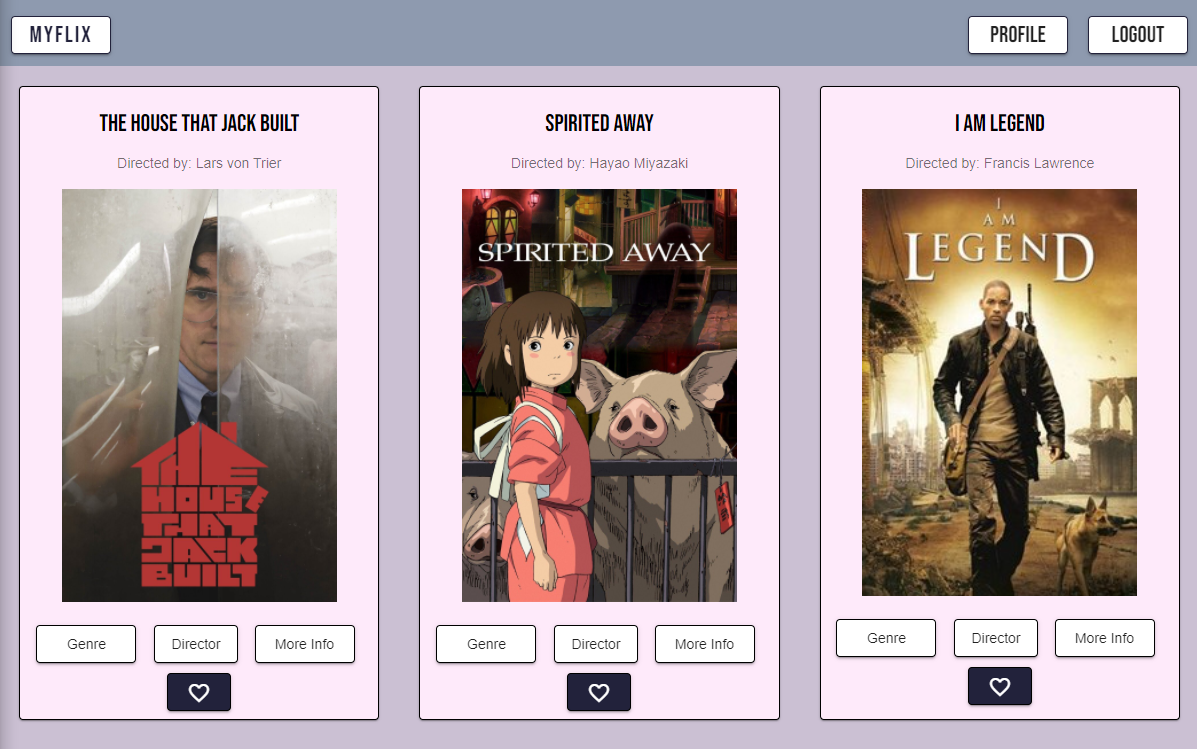 MYFLIX
PROFILE
LOGOUT
THE HOUSE THAT JACK BUILT
Directed by: Lars von Trier
THE
HOUSE
THAT
JACK
BUILT
Genre
Director
More Info
SPIRITED AWAY
Directed by: Hayao Miyazaki
SPIRITED AWAY
Genre
Director
More Info
I AM LEGEND
Directed by: Francis Lawrence
I
AM
LEGEND
Genre
Director
More Info